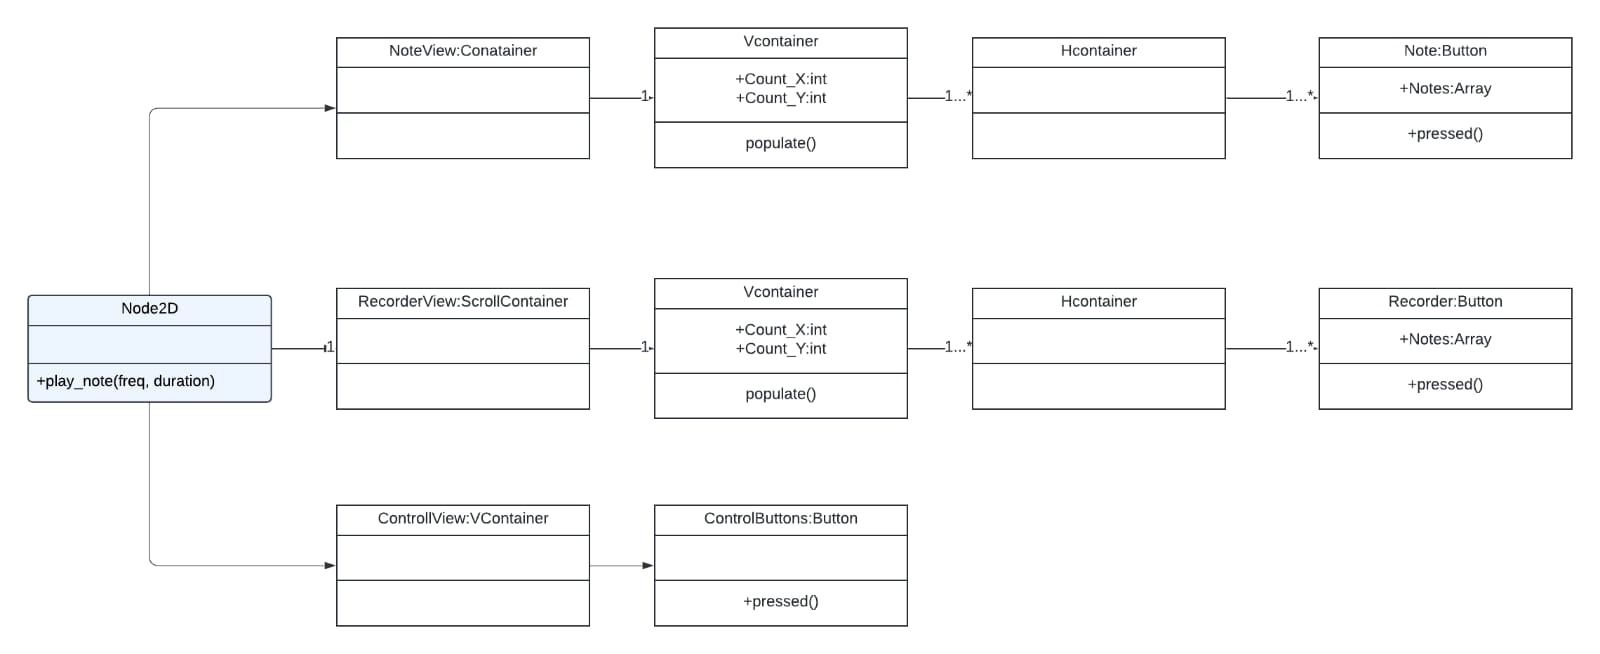 NoteView:Conatainer
1
Vcontainer
+Count_X:int
+Count_Y:int
populate()
1...*
Hcontainer
1...*
Note:Button
+Notes:Array
+pressed()
Node2D
+play_note(freq, duration)
1
RecorderView:ScrollContainer
1
Vcontainer
+Count_X:int
+Count_Y:int
populate()
1...*
Hcontainer
1...*
Recorder:Button
+Notes:Array
+pressed()
ControllView:VContainer
ControlButtons:Button
+pressed()